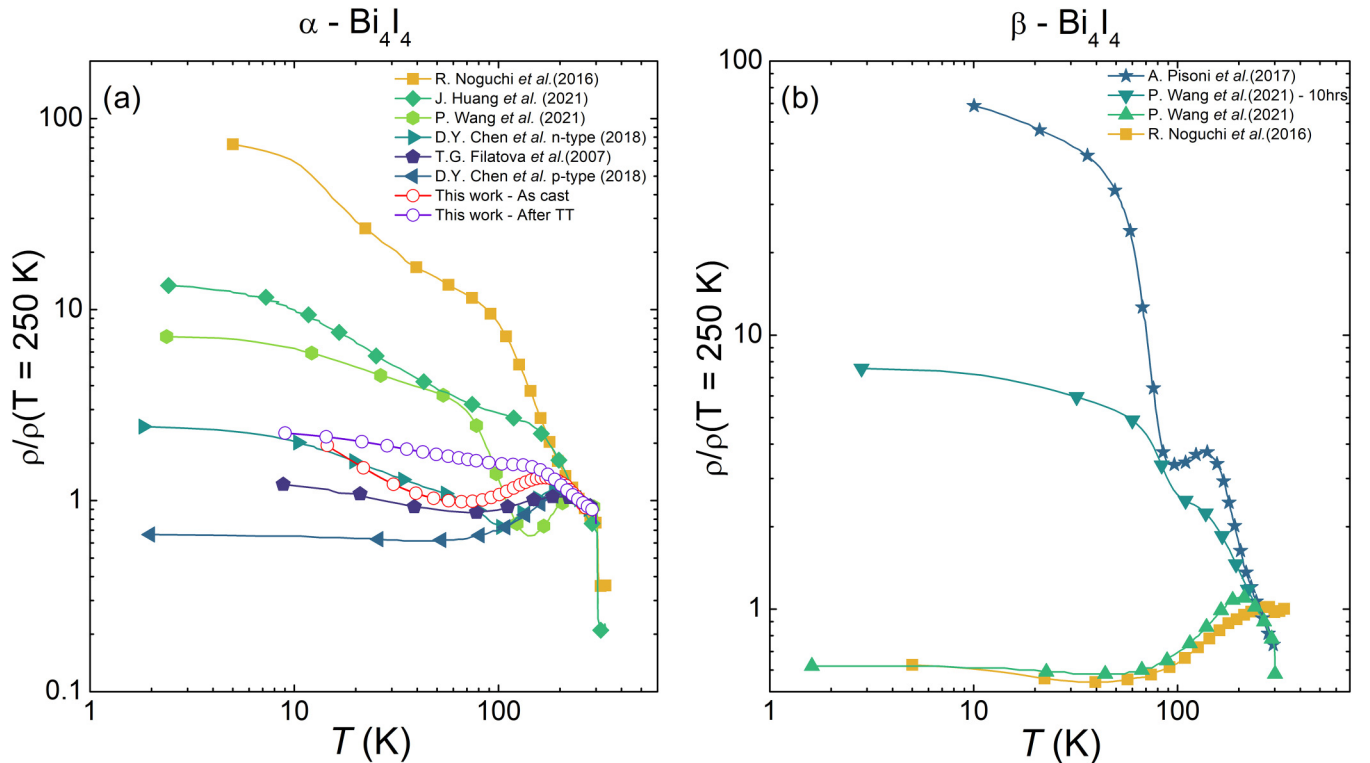 α - Bi₄I₄
(a)
R. Noguchi et al.(2016)
J. Huang et al. (2021)
P. Wang et al. (2021)
D.Y. Chen et al. n-type (2018)
T.G. Filatova et al.(2007)
D.Y. Chen et al. p-type (2018)
This work - As cast
This work - After TT
100
10
1
0.1
ρ/ρ(T = 250 K)
1
10
100
T (K)
β - Bi₄I₄
(b)
A. Pisoni et al.(2017)
P. Wang et al.(2021) - 10hrs
P. Wang et al.(2021)
R. Noguchi et al.(2016)
100
10
1
ρ/ρ(T = 250 K)
1
10
100
T (K)